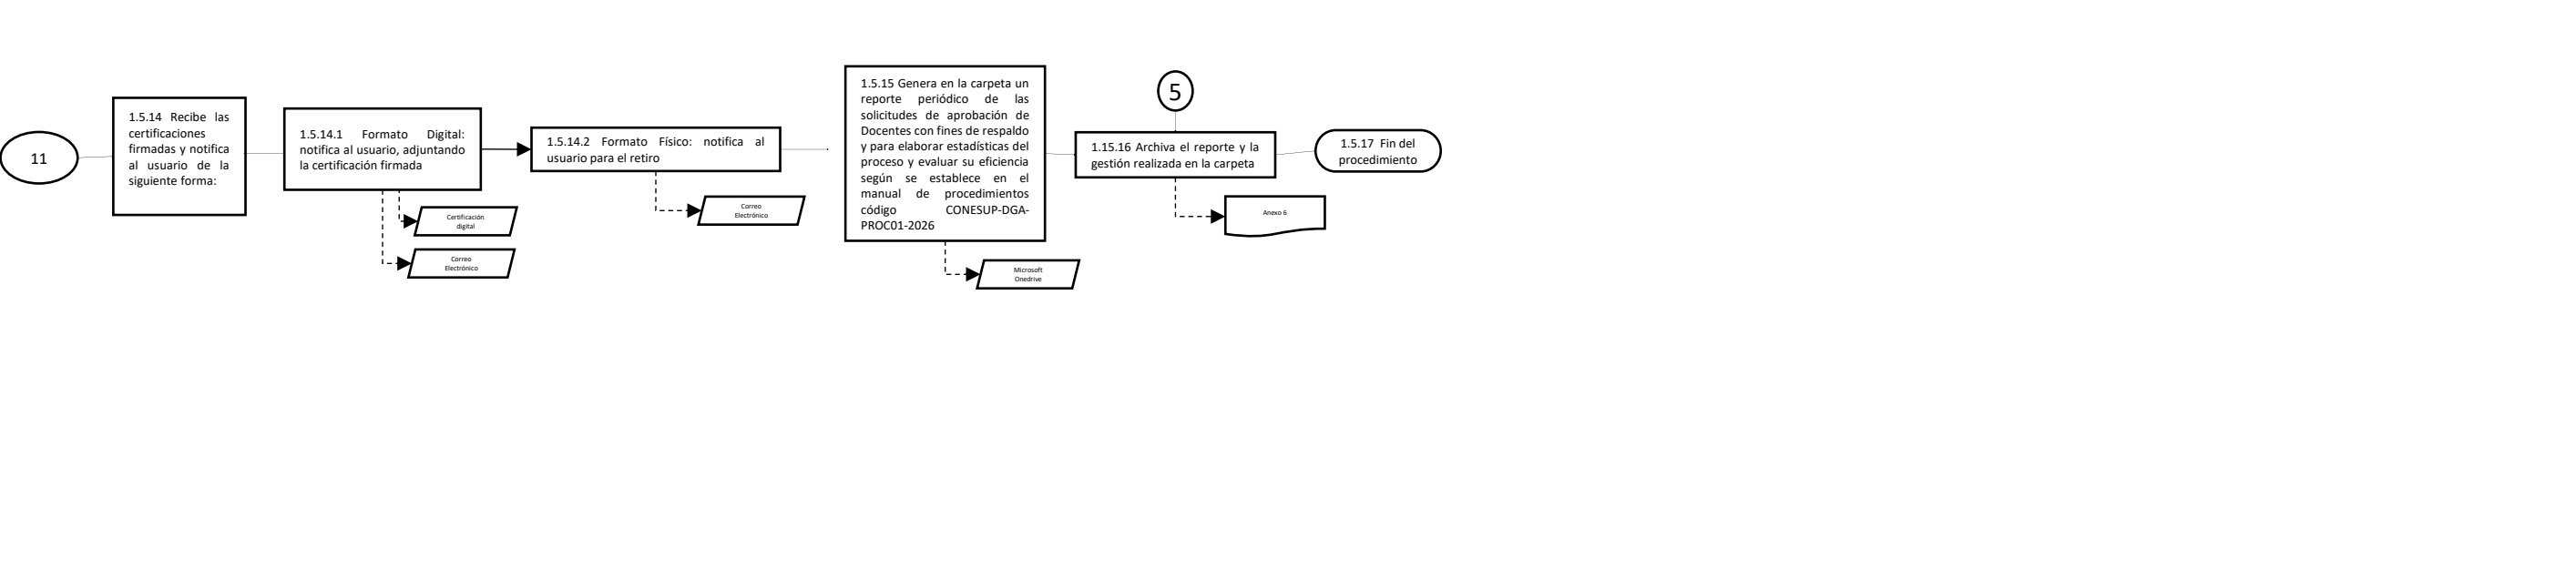 11
1.5.14 Recibe las
certificaciones
firmadas y notifica
al usuario de la
siguiente forma:
1.5.14.1 Formato Digital:
notifica al usuario, adjuntando
la certificación firmada
Certificación
digital
Correo
Electrónico
1.5.14.2 Formato Físico: notifica al
usuario para el retiro
Correo
Electrónico
1.5.15 Genera en la carpeta un
reporte periódico de las
solicitudes de aprobación de
Docentes con fines de respaldo
y para elaborar estadísticas del
proceso y evaluar su eficiencia
según se establece en el
manual de procedimientos
código CONESUP-DGA-
PROC01-2026
Microsoft
Onedrive
5
1.15.16 Archiva el reporte y la
gestión realizada en la carpeta
Anexo 6
1.5.17 Fin del
procedimiento